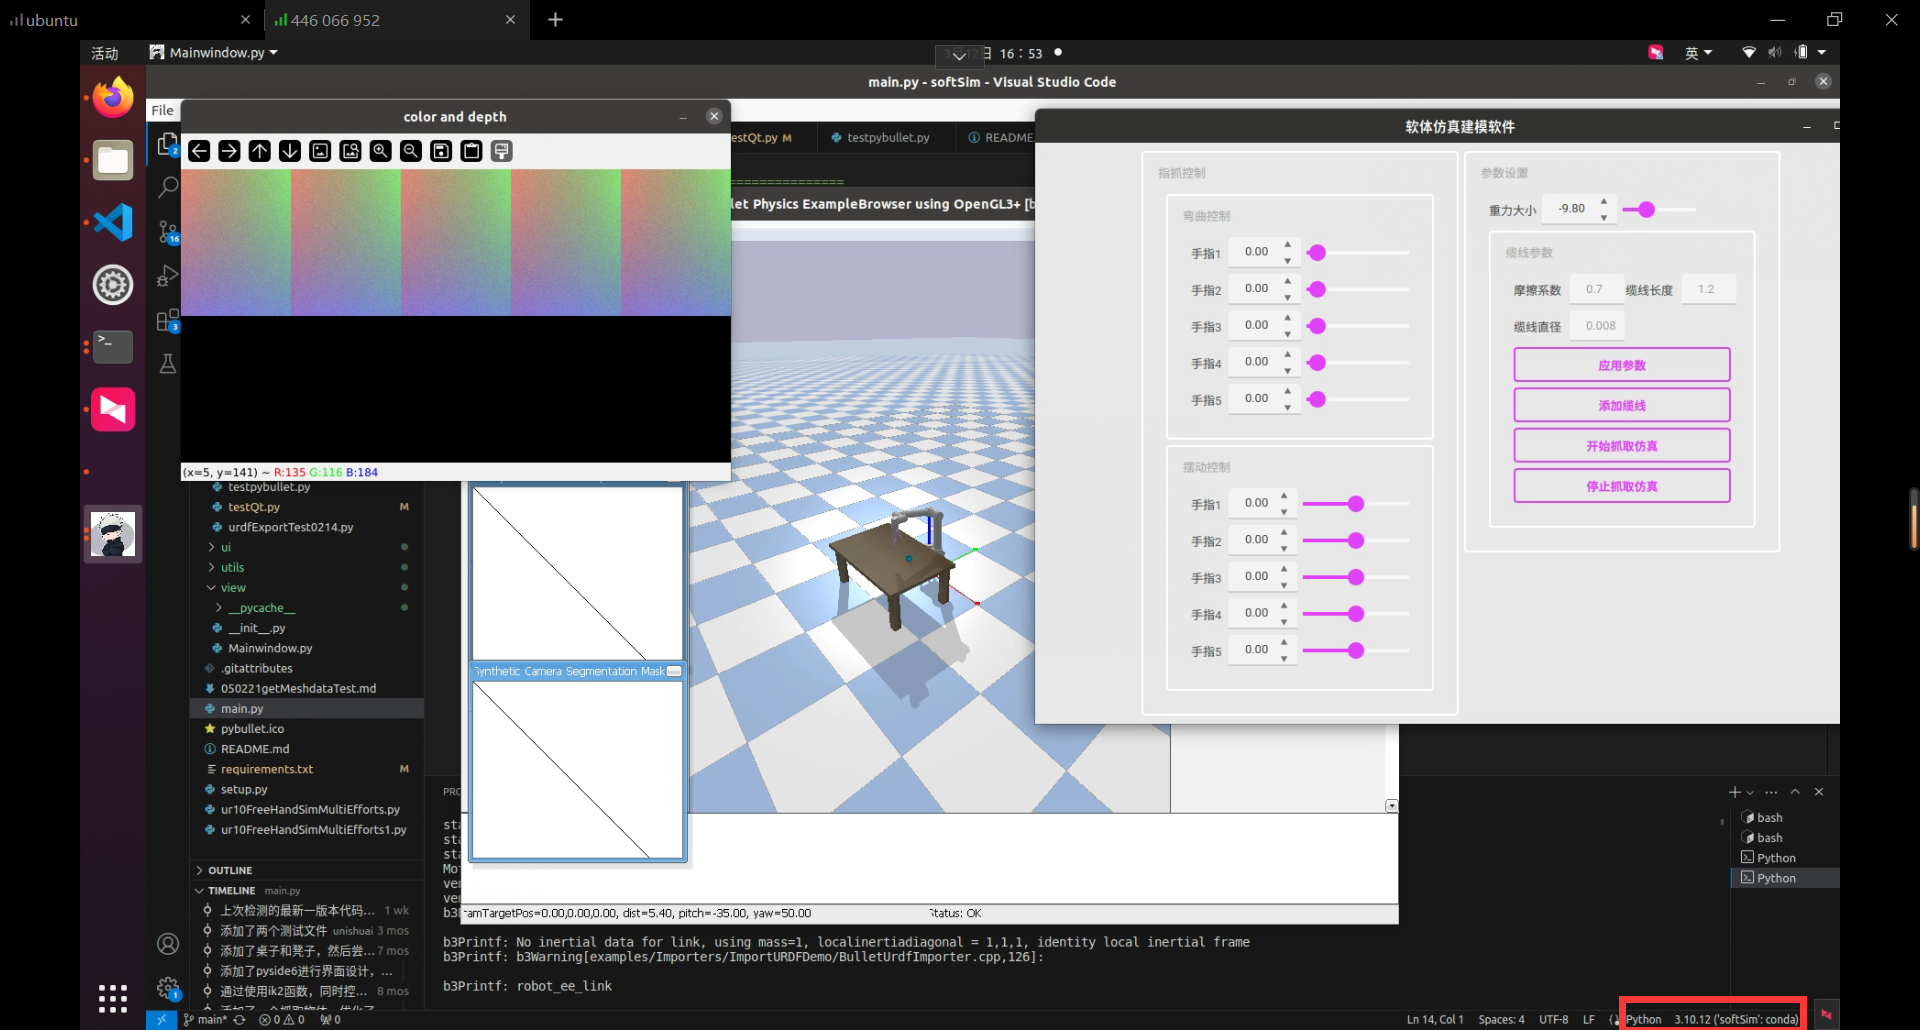 ubuntu
446 066 952
活动
Mainwindow.py
16：53
英
main.py - softSim - Visual Studio Code
File
color and depth
estQt.py M
testpybullet.py
README.
软体仿真建模软件
===============
let Physics ExampleBrowser using OpenGL3+ [b
指抓控制
弯曲控制
手指1 0.00
手指2 0.00
手指3 0.00
手指4 0.00
手指5 0.00
摆动控制
手指1 0.00
手指2 0.00
手指3 0.00
手指4 0.00
手指5 0.00
参数设置
重力大小 -9.80
缆线参数
摩擦系数 0.7 缆线长度 1.2
缆线直径 0.008
应用参数
添加缆线
开始抓取仿真
停止抓取仿真
2
16
3
(x=5, y=141) ~ R:135 G:116 B:184
testpybullet.py
testQt.py M
urdfExportTest0214.py
ui
utils
view
__pycache__
__init__.py
Mainwindow.py
.gitattributes
050221getMeshdataTest.md
main.py
pybullet.ico
README.md
requirements.txt M
setup.py
ur10FreeHandSimMultiEfforts.py
ur10FreeHandSimMultiEfforts1.py
OUTLINE
TIMELINE main.py
上次检测的最新一版本代码... 1 wk
添加了两个测试文件 unishuai 3 mos
添加了桌子和凳子，然后尝... 7 mos
添加了pyside6进行界面设计，...
通过使用ik2函数，同时控... 8 mos
Synthetic Camera Segmentation Mask
PRO
sta
sta
sta
Mo
ver
ver
b3
amTargetPos=0.00,0.00,0.00, dist=5.40, pitch=-35.00, yaw=50.00
Status: OK
b3Printf: No inertial data for link, using mass=1, localinertiadiagonal = 1,1,1, identity local inertial frame
b3Printf: b3Warning[examples/Importers/ImportURDFDemo/BulletUrdfImporter.cpp,126]:
b3Printf: robot_ee_link
bash
bash
Python
Python
1
main*
0 0
0
Ln 14, Col 1
Spaces: 4
UTF-8
LF
Python
3.10.12 ('softSim': conda)